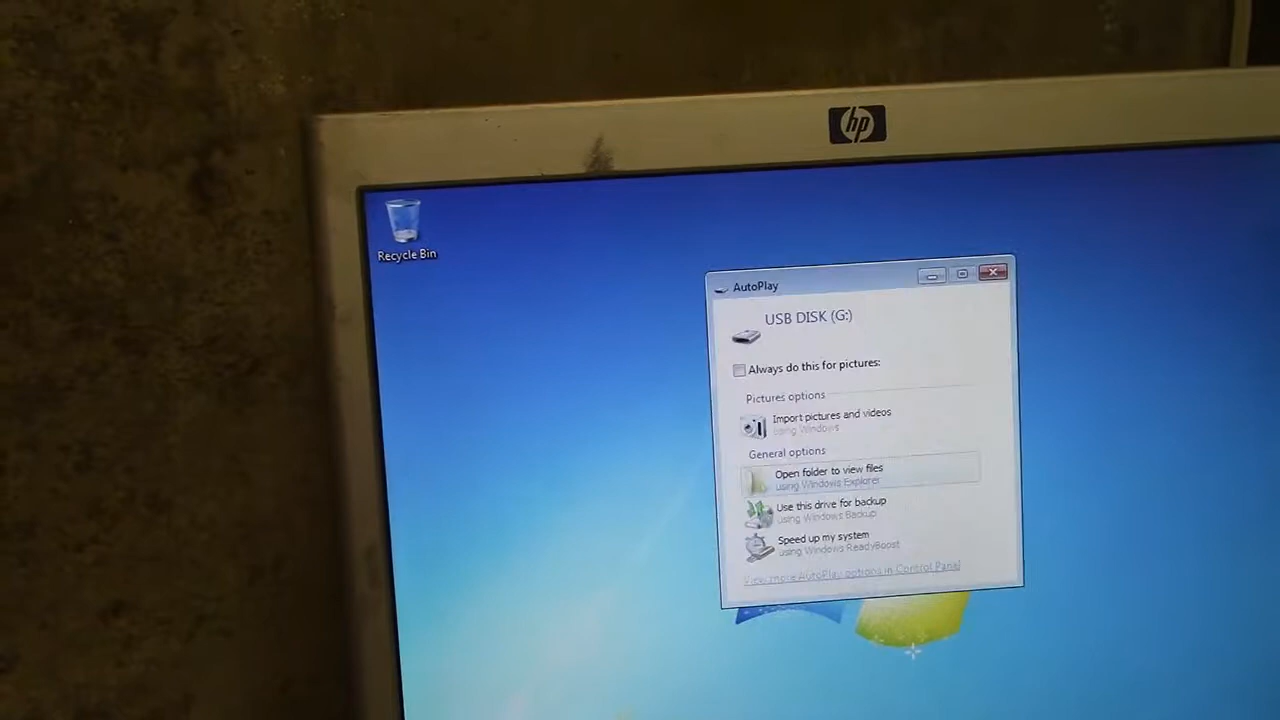 hp
Recycle Bin
AutoPlay
USB DISK (G:)
Always do this for pictures:
Pictures options
Import pictures and videos
using Windows
General options
Open folder to view files
using Windows Explorer
Use this drive for backup
using Windows Backup
Speed up my system
using Windows ReadyBoost
View more AutoPlay options in Control Panel